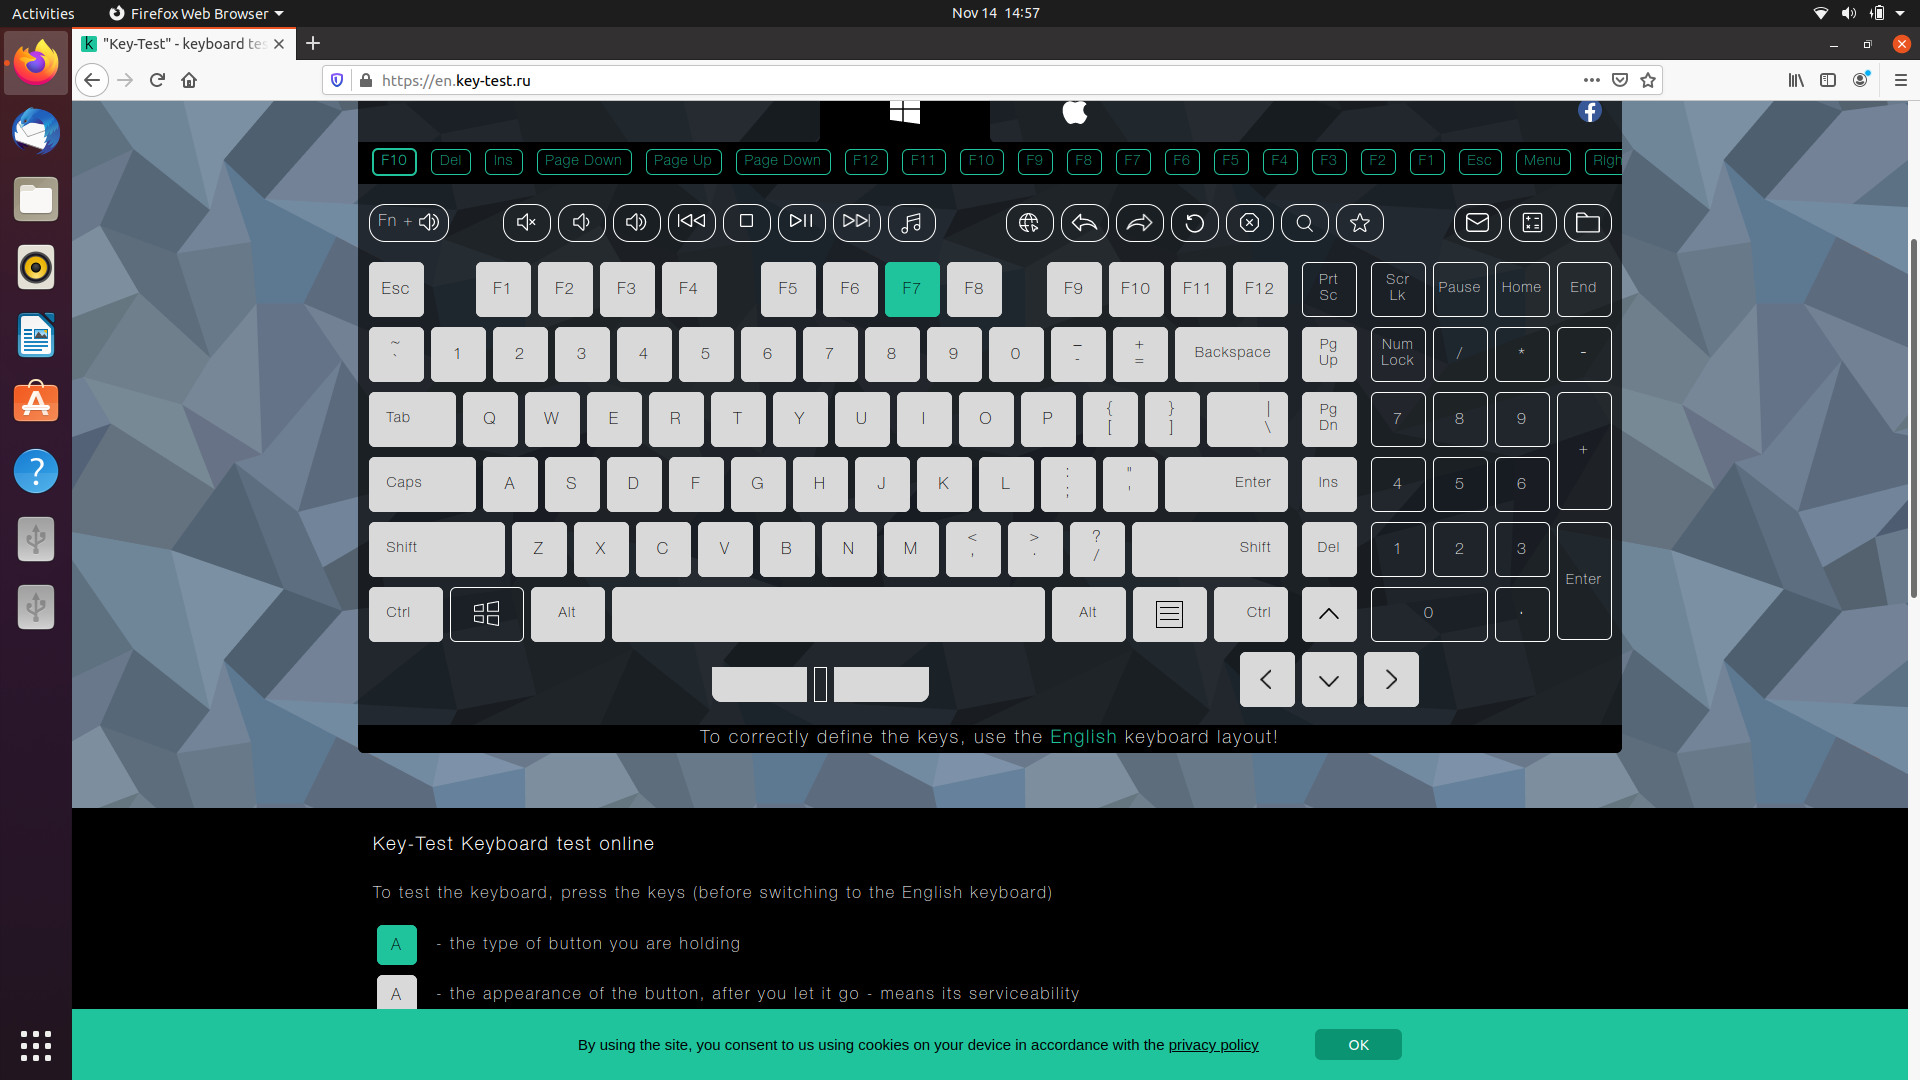 Activities Firefox Web Browser Nov 14 14:57
k "Key-Test" - keyboard tes
https://en.key-test.ru
F10 Del Ins Page Down Page Up Page Down F12 F11 F10 F9 F8 F7 F6 F5 F4 F3 F2 F1 Esc Menu Righ
Fn +
Esc F1 F2 F3 F4 F5 F6 F7 F8 F9 F10 F11 F12 Prt Sc Scr Lk Pause Home End
~ ` 1 2 3 4 5 6 7 8 9 0 _ - + = Backspace Pg Up Num Lock / * -
Tab Q W E R T Y U I O P { [ } ] | \ Pg Dn 7 8 9 +
Caps A S D F G H J K L : ; " ' Enter Ins 4 5 6
Shift Z X C V B N M < , > . ? / Shift Del 1 2 3 Enter
Ctrl Alt Alt Ctrl 0 .
To correctly define the keys, use the English keyboard layout!
Key-Test Keyboard test online
To test the keyboard, press the keys (before switching to the English keyboard)
A - the type of button you are holding
A - the appearance of the button, after you let it go - means its serviceability
By using the site, you consent to us using cookies on your device in accordance with the privacy policy OK